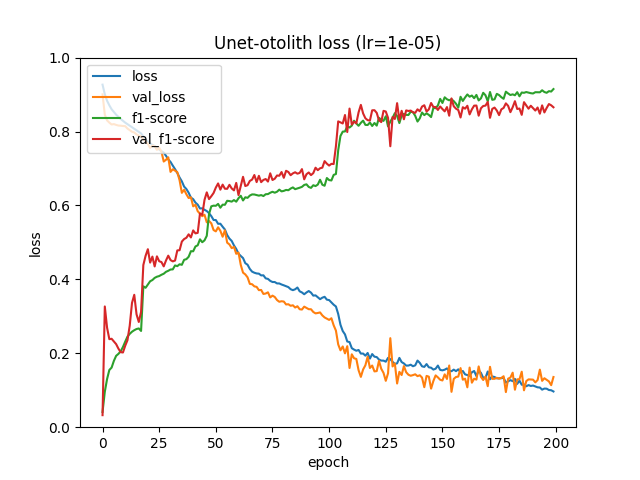 Unet-otolith loss (lr=1e-05)
loss
val_loss
f1-score
val_f1-score
1.0
0.8
0.6
0.4
0.2
0.0
loss
0 25 50 75 100 125 150 175 200
epoch